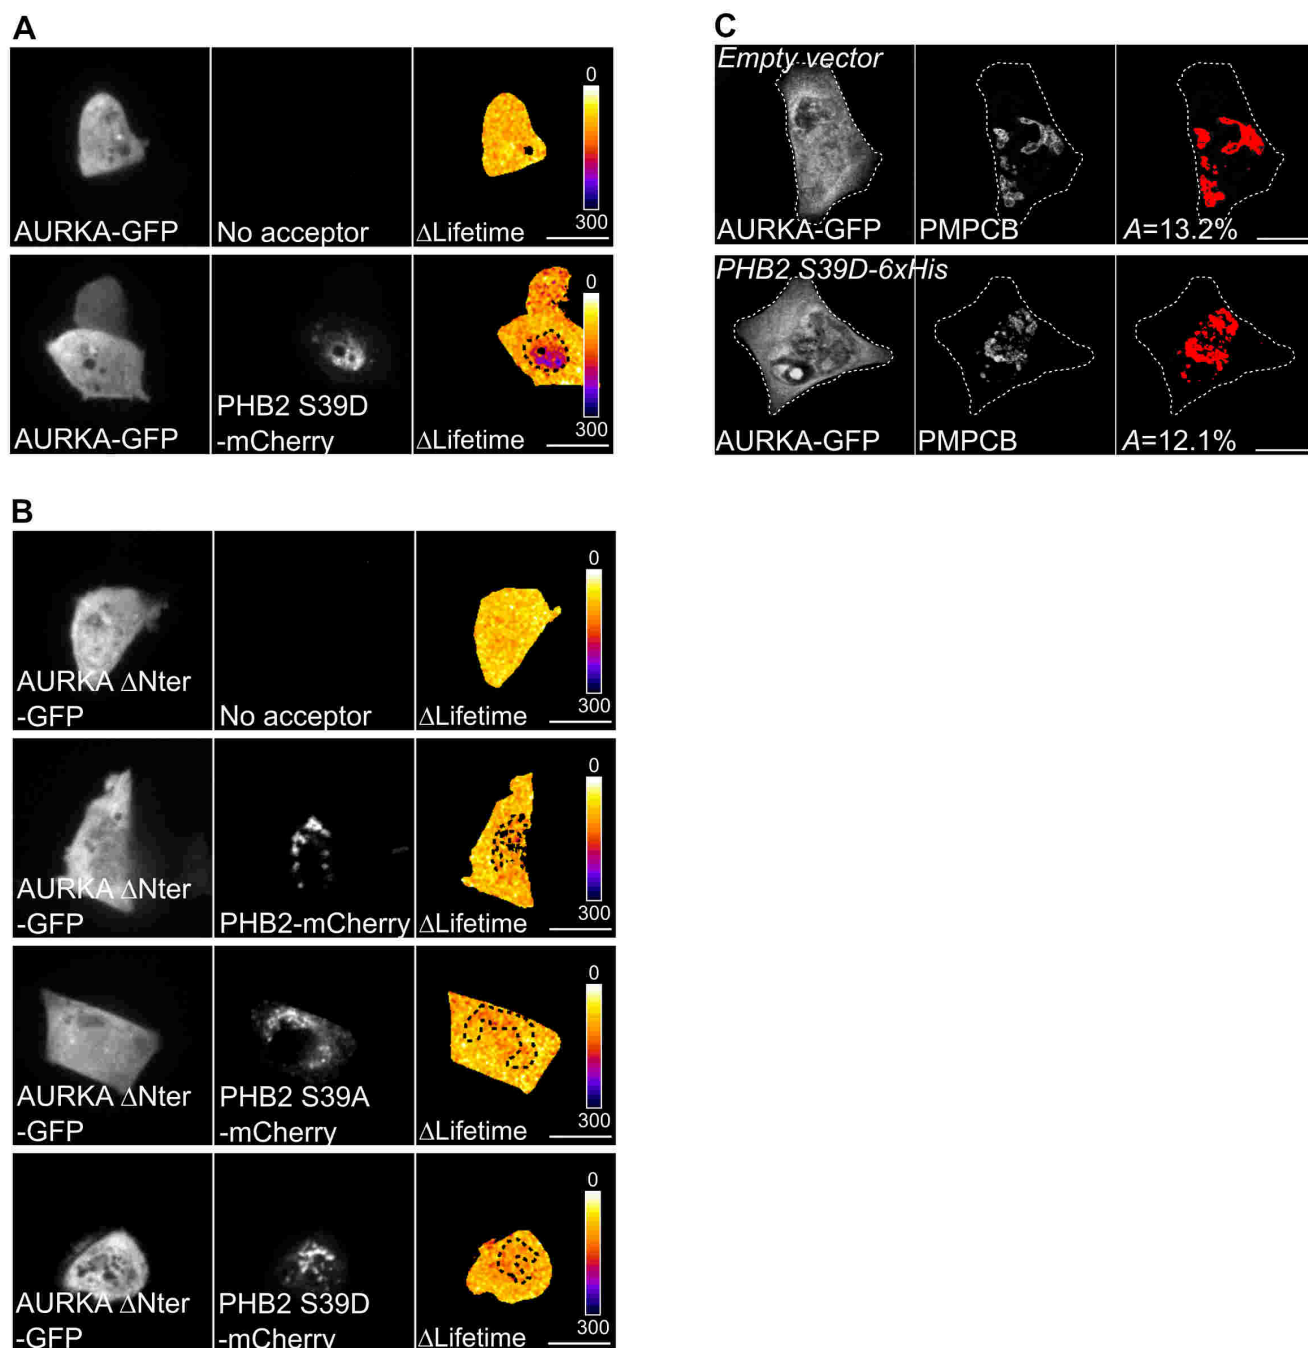 A
AURKA-GFP
No acceptor
ΔLifetime
0
300
AURKA-GFP
PHB2 S39D
-mCherry
ΔLifetime
0
300
B
AURKA ΔNter
-GFP
No acceptor
ΔLifetime
0
300
AURKA ΔNter
-GFP
PHB2-mCherry
ΔLifetime
0
300
AURKA ΔNter
-GFP
PHB2 S39A
-mCherry
ΔLifetime
0
300
AURKA ΔNter
-GFP
PHB2 S39D
-mCherry
ΔLifetime
0
300
C
Empty vector
AURKA-GFP
PMPCB
A=13.2%
PHB2 S39D-6xHis
AURKA-GFP
PMPCB
A=12.1%